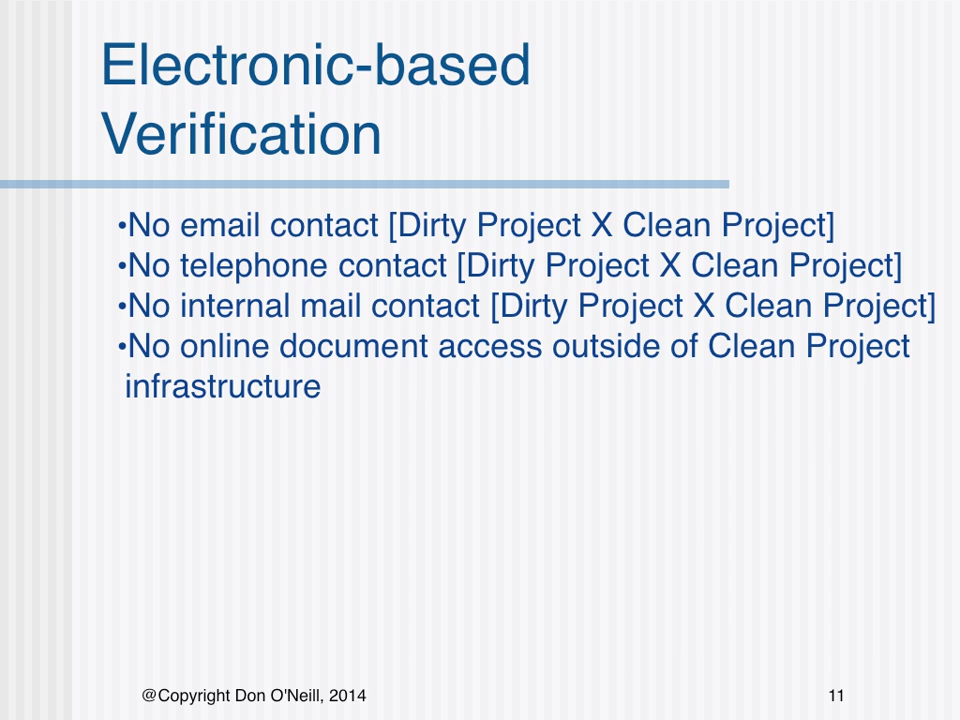 Electronic-based
Verification
•No email contact [Dirty Project X Clean Project]
•No telephone contact [Dirty Project X Clean Project]
•No internal mail contact [Dirty Project X Clean Project]
•No online document access outside of Clean Project
infrastructure
@Copyright Don O'Neill, 2014
11